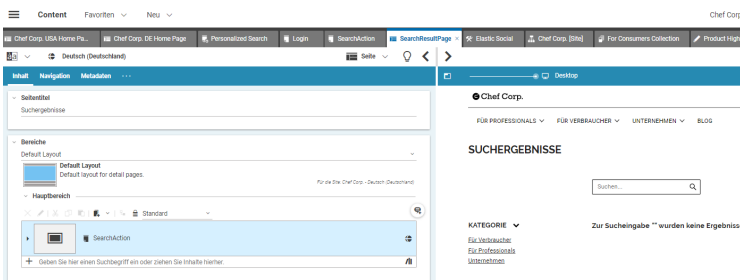 Content Favoriten Neu Chef Corp
Chef Corp. USA Home Pa... Chef Corp. DE Home Page Personalized Search Login SearchAction SearchResultPage × Elastic Social Chef Corp. [Site] For Consumers Collection Product High
Deutsch (Deutschland) Seite
Inhalt Navigation Metadaten ··· Desktop
Seitentitel
Suchergebnisse
Bereiche
Default Layout
Default Layout
Default layout for detail pages.
Für die Site: Chef Corp. - Deutsch (Deutschland)
Hauptbereich
Standard
SearchAction
Geben Sie hier einen Suchbegriff ein oder ziehen Sie Inhalte hierher.
Chef Corp.
FÜR PROFESSIONALS FÜR VERBRAUCHER UNTERNEHMEN BLOG
SUCHERGEBNISSE
Suchen...
KATEGORIE
Zur Sucheingabe "" wurden keine Ergebniss
Für Verbraucher
Für Professionals
Unternehmen